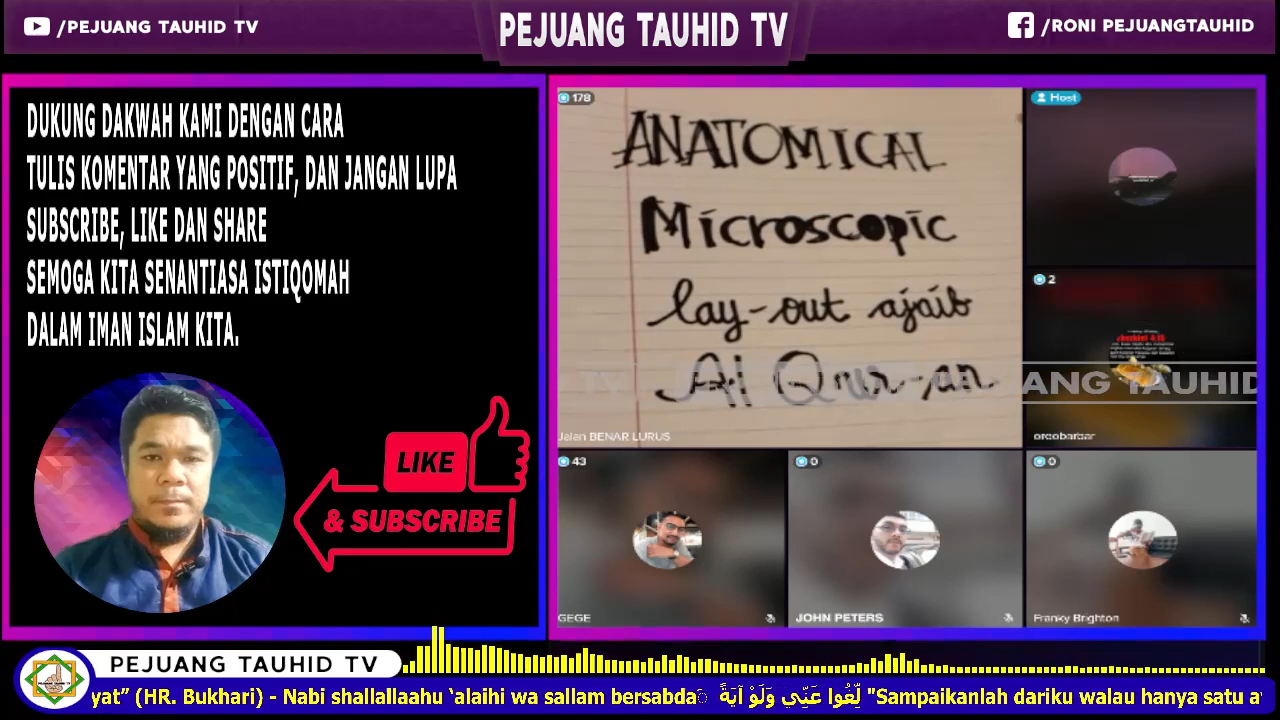 /PEJUANG TAUHID TV
PEJUANG TAUHID TV
/RONI PEJUANGTAUHID
DUKUNG DAKWAH KAMI DENGAN CARA
TULIS KOMENTAR YANG POSITIF, DAN JANGAN LUPA
SUBSCRIBE, LIKE DAN SHARE
SEMOGA KITA SENANTIASA ISTIQOMAH
DALAM IMAN ISLAM KITA.
LIKE
& SUBSCRIBE
178
ANATOMICAL
Microscopic
lay-out ajaib
Al Qur'an
Jalan BENAR LURUS
Host
2
oreobarbar
43
GEGE
0
JOHN PETERS
0
Franky Brighton
PEJUANG TAUHID TV
yat” (HR. Bukhari) - Nabi shallallaahu ‘alaihi wa sallam bersabda لِّغُوا عَنِّي وَلَوْ آيَةً "Sampaikanlah dariku walau hanya satu a